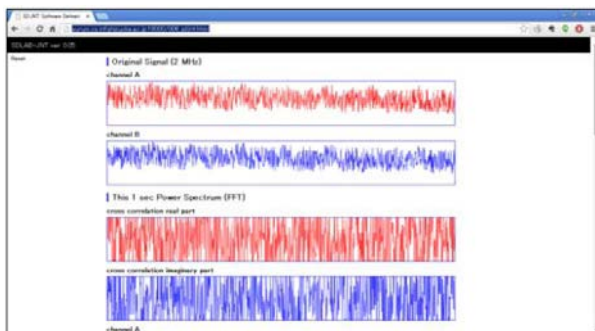 SDLAB-JNT ver 0.05
Reset
Original Signal (2 MHz)
channel A
channel B
This 1 sec Power Spectrum (FFT)
cross correlation real part
cross correlation imaginary part
channel A